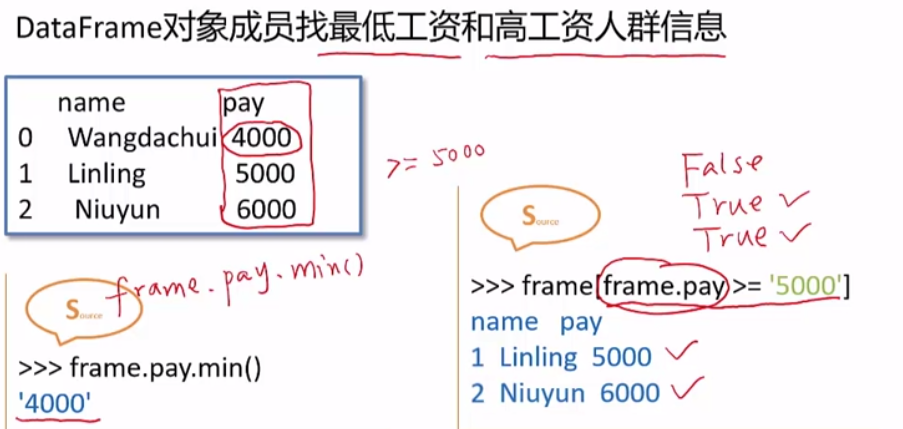 DataFrame对象成员找最低工资和高工资人群信息
name pay
0 Wangdachui 4000
1 Linling 5000
2 Niuyun 6000
>= 5000
Source
frame.pay.min()
>>> frame.pay.min()
'4000'
False
True ✓
True ✓
Source
>>> frame[frame.pay >= '5000']
name pay
1 Linling 5000 ✓
2 Niuyun 6000 ✓